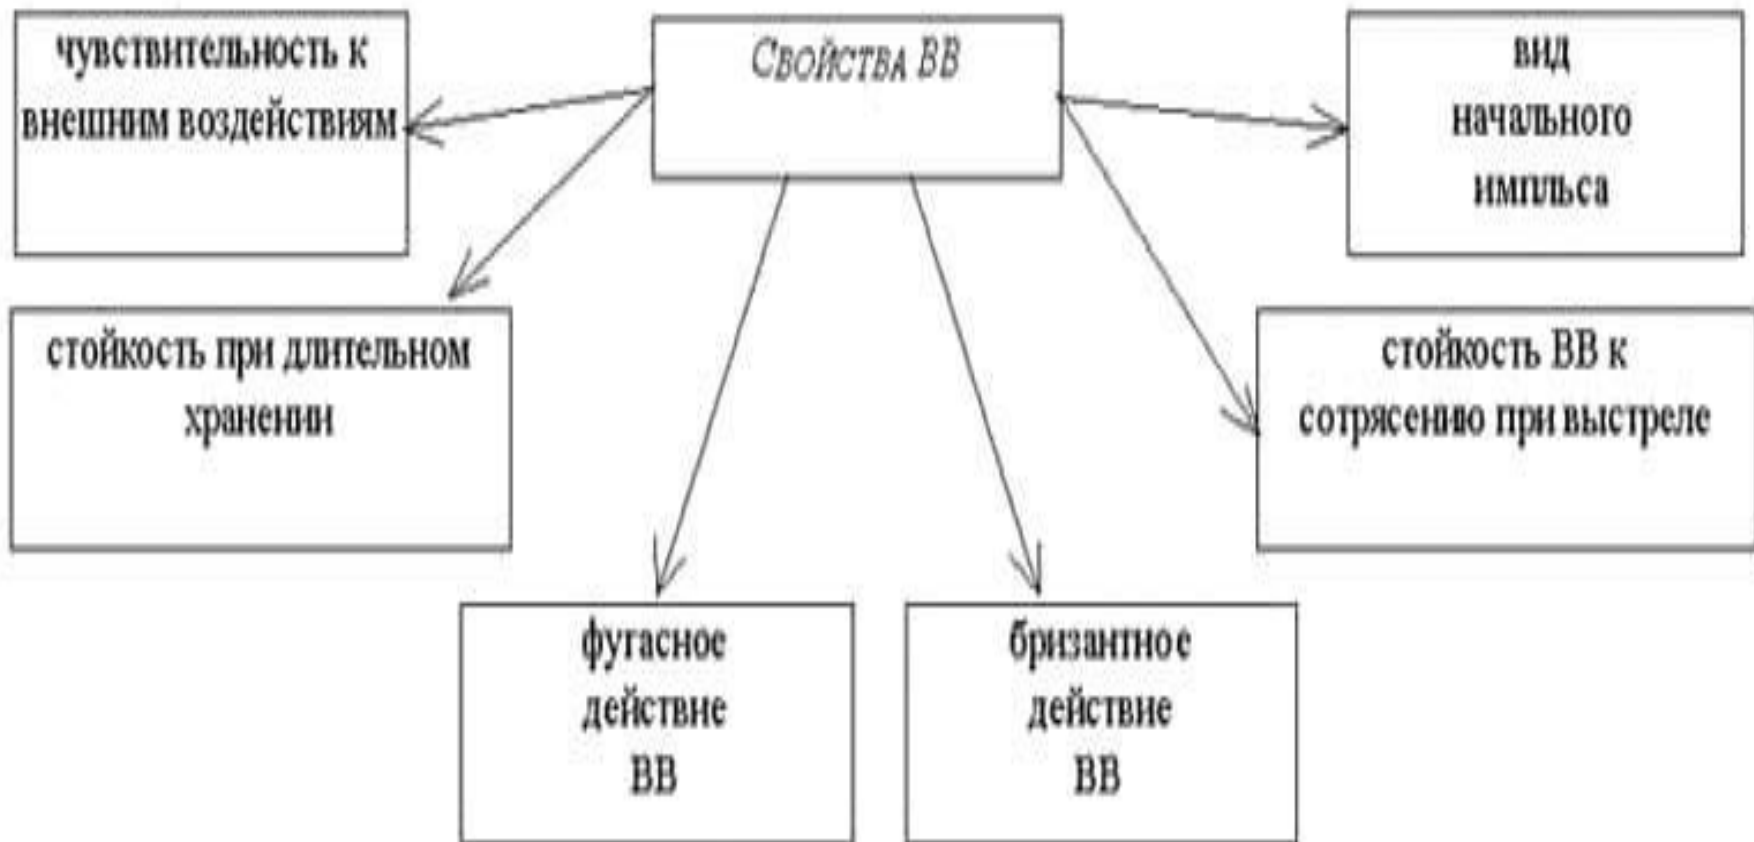 чувствительность к
внешним воздействиям
СВОЙСТВА ВВ
вид
начального
импльса
стойкость при длительном
хранении
стойкость ВВ к
сотрясению при выстреле
фугасное
действие
ВВ
бризантное
действие
ВВ